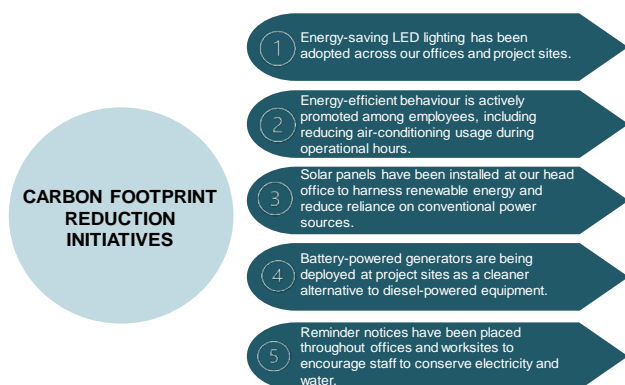 CARBON FOOTPRINT
REDUCTION
INITIATIVES
1
Energy-saving LED lighting has been
adopted across our offices and project sites.
2
Energy-efficient behaviour is actively
promoted among employees, including
reducing air-conditioning usage during
operational hours.
3
Solar panels have been installed at our head
office to harness renewable energy and
reduce reliance on conventional power
sources.
4
Battery-powered generators are being
deployed at project sites as a cleaner
alternative to diesel-powered equipment.
5
Reminder notices have been placed
throughout offices and worksites to
encourage staff to conserve electricity and
water.